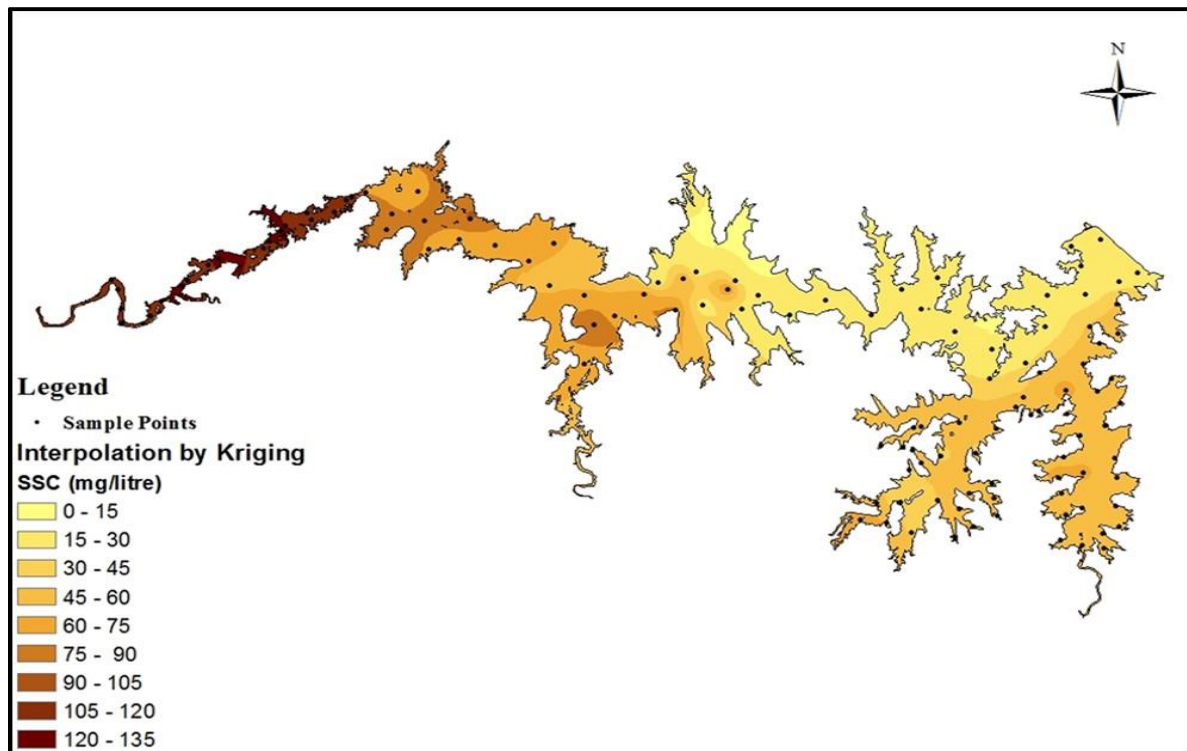 N
Legend
Sample Points
Interpolation by Kriging
SSC (mg/litre)
0 - 15
15 - 30
30 - 45
45 - 60
60 - 75
75 - 90
90 - 105
105 - 120
120 - 135